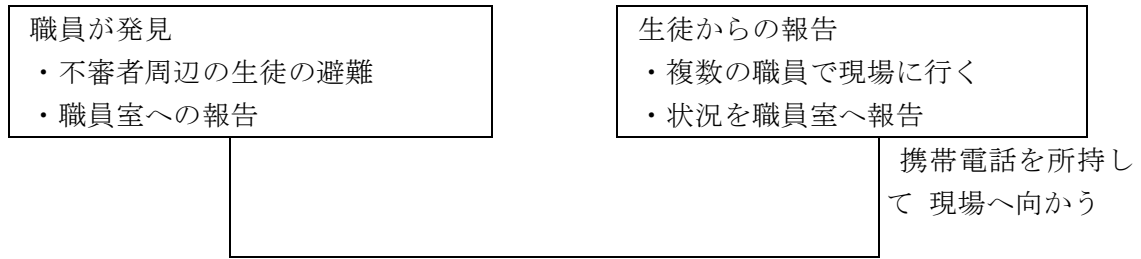 職員が発見
・不審者周辺の生徒の避難
・職員室への報告
生徒からの報告
・複数の職員で現場に行く
・状況を職員室へ報告
携帯電話を所持し
て 現場へ向かう